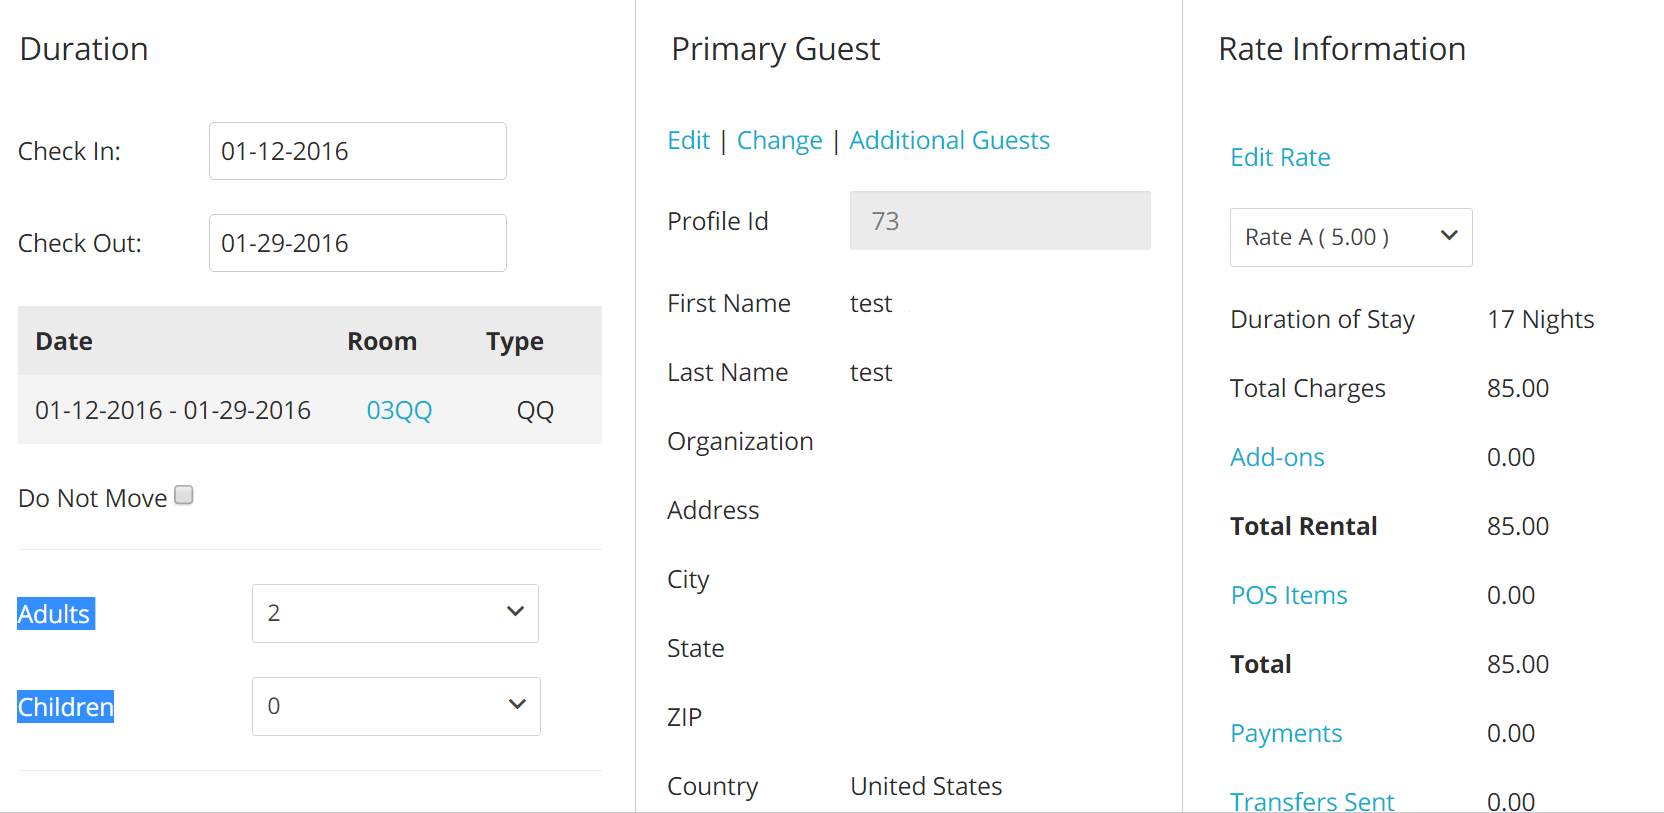 Duration
Check In: 01-12-2016
Check Out: 01-29-2016
Date Room Type
01-12-2016 - 01-29-2016 03QQ QQ
Do Not Move
Adults 2
Children 0
Primary Guest
Edit | Change | Additional Guests
Profile Id 73
First Name test
Last Name test
Organization
Address
City
State
ZIP
Country United States
Rate Information
Edit Rate
Rate A ( 5.00 )
Duration of Stay 17 Nights
Total Charges 85.00
Add-ons 0.00
Total Rental 85.00
POS Items 0.00
Total 85.00
Payments 0.00
Transfers Sent 0.00